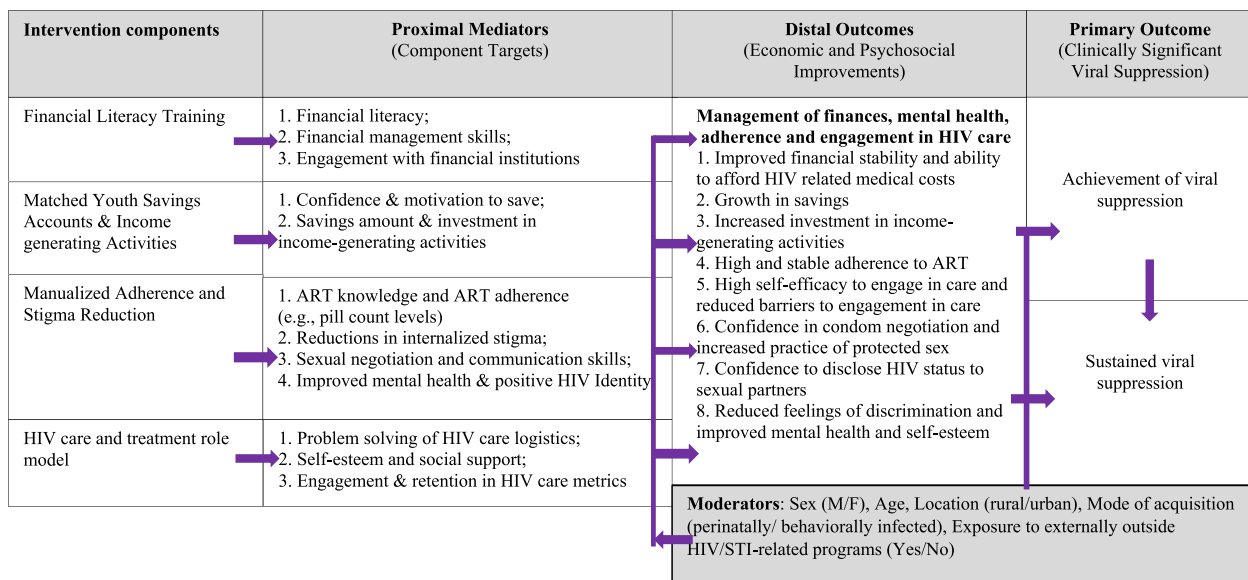 Intervention components
Proximal Mediators
(Component Targets)
Distal Outcomes
(Economic and Psychosocial
Improvements)
Primary Outcome
(Clinically Significant
Viral Suppression)
Financial Literacy Training
1. Financial literacy;
2. Financial management skills;
3. Engagement with financial institutions
Matched Youth Savings
Accounts & Income
generating Activities
1. Confidence & motivation to save;
2. Savings amount & investment in
income-generating activities
Manualized Adherence and
Stigma Reduction
1. ART knowledge and ART adherence
(e.g., pill count levels)
2. Reductions in internalized stigma;
3. Sexual negotiation and communication skills;
4. Improved mental health & positive HIV Identity
HIV care and treatment role
model
1. Problem solving of HIV care logistics;
2. Self-esteem and social support;
3. Engagement & retention in HIV care metrics
Management of finances, mental health,
adherence and engagement in HIV care
1. Improved financial stability and ability
to afford HIV related medical costs
2. Growth in savings
3. Increased investment in income-
generating activities
4. High and stable adherence to ART
5. High self-efficacy to engage in care and
reduced barriers to engagement in care
6. Confidence in condom negotiation and
increased practice of protected sex
7. Confidence to disclose HIV status to
sexual partners
8. Reduced feelings of discrimination and
improved mental health and self-esteem
Achievement of viral
suppression
Sustained viral
suppression
Moderators: Sex (M/F), Age, Location (rural/urban), Mode of acquisition
(perinatally/ behaviorally infected), Exposure to externally outside
HIV/STI-related programs (Yes/No)